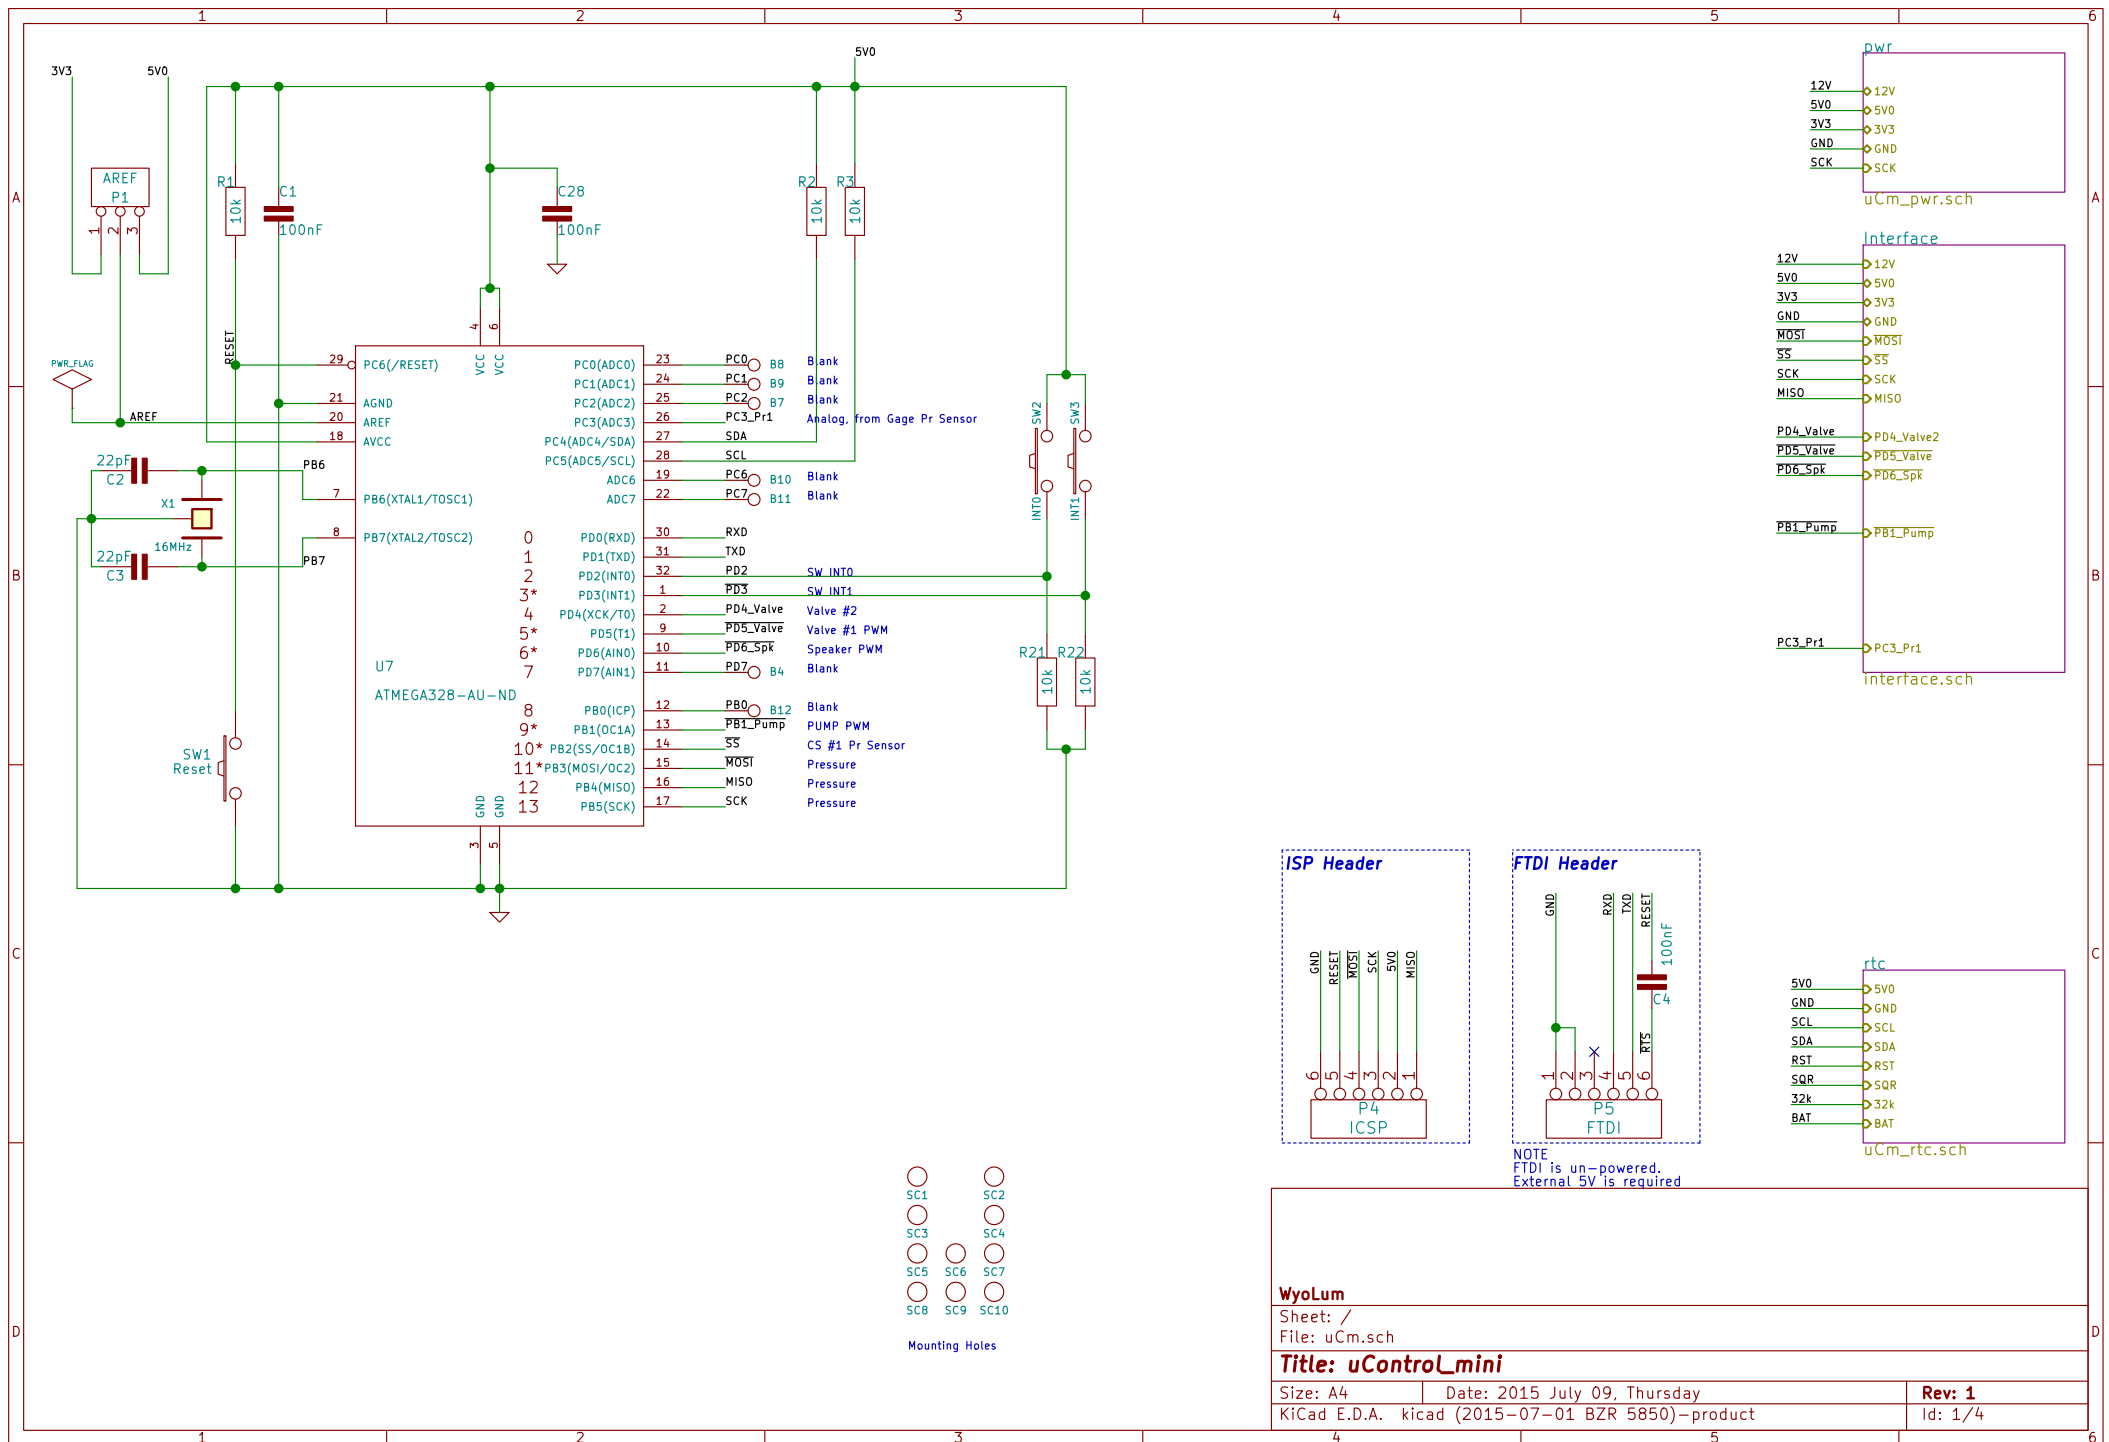 1 2 3 4 5 6
A
B
C
D
A
B
C
D
1 2 3 4 5 6
3V3
5V0
AREF
P1
1
2
3
PWR_FLAG
AREF
R1
10k
C1
100nF
5V0
C28
100nF
R2
10k
R3
10k
RESET
22pF
C2
X1
16MHz
22pF
C3
PB6
PB7
SW1
Reset
4
VCC
6
VCC
29 PC6(/RESET)
21 AGND
20 AREF
18 AVCC
7 PB6(XTAL1/TOSC1)
8 PB7(XTAL2/TOSC2)
U7
ATMEGA328-AU-ND
PC0(ADC0) 23 PC0 B8 Blank
PC1(ADC1) 24 PC1 B9 Blank
PC2(ADC2) 25 PC2 B7 Blank
PC3(ADC3) 26 PC3_Pr1 Analog, from Gage Pr Sensor
PC4(ADC4/SDA) 27 SDA
PC5(ADC5/SCL) 28 SCL
ADC6 19 PC6 B10 Blank
ADC7 22 PC7 B11 Blank
0 PD0(RXD) 30 RXD
1 PD1(TXD) 31 TXD
2 PD2(INT0) 32 PD2 SW INT0
3* PD3(INT1) 1 PD3 SW INT1
4 PD4(XCK/T0) 2 PD4_Valve Valve #2
5* PD5(T1) 9 PD5_Valve Valve #1 PWM
6* PD6(AIN0) 10 PD6_Spk Speaker PWM
7 PD7(AIN1) 11 PD7 B4 Blank
8 PB0(ICP) 12 PB0 B12 Blank
9* PB1(OC1A) 13 PB1_Pump PUMP PWM
10* PB2(SS/OC1B) 14 SS CS #1 Pr Sensor
11* PB3(MOSI/OC2) 15 MOSI Pressure
12 PB4(MISO) 16 MISO Pressure
13 PB5(SCK) 17 SCK Pressure
GND
3
GND
5
SW2
INT0
SW3
INT1
R21
10k
R22
10k
pwr
12V 12V
5V0 5V0
3V3 3V3
GND GND
SCK SCK
uCm_pwr.sch
Interface
12V 12V
5V0 5V0
3V3 3V3
GND GND
MOSI MOSI
SS SS
SCK SCK
MISO MISO
PD4_Valve PD4_Valve2
PD5_Valve PD5_Valve
PD6_Spk PD6_Spk
PB1_Pump PB1_Pump
PC3_Pr1 PC3_Pr1
interface.sch
ISP Header
GND
RESET
MOSI
SCK
5V0
MISO
6
5
4
3
2
1
P4
ICSP
FTDI Header
GND
RXD
TXD
RESET
100nF
C4
RTS
1
2
3
4
5
6
P5
FTDI
NOTE
FTDI is un-powered.
External 5V is required
rtc
5V0 5V0
GND GND
SCL SCL
SDA SDA
RST RST
SQR SQR
32k 32k
BAT BAT
uCm_rtc.sch
SC1 SC2
SC3 SC4
SC5 SC6 SC7
SC8 SC9 SC10
Mounting Holes
WyoLum
Sheet: /
File: uCm.sch
Title: uControl_mini
Size: A4 Date: 2015 July 09, Thursday Rev: 1
KiCad E.D.A. kicad (2015-07-01 BZR 5850)-product Id: 1/4